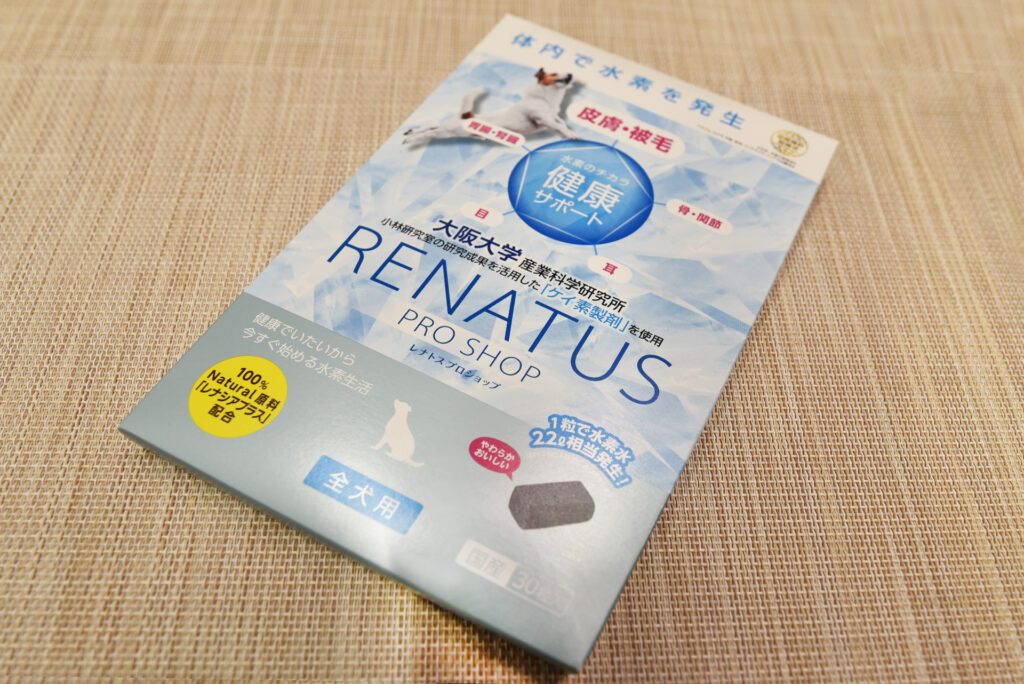 体内で水素を発生
皮膚・被毛
胃腸・腎臓
水素のチカラ
健康
サポート
骨・関節
目
耳
大阪大学 産業科学研究所
小林研究室の研究成果を活用した「ケイ素製剤」を使用
RENATUS
PRO SHOP
レナトスプロショップ
健康でいたいから
今すぐ始める水素生活
100%
Natural原料
「レナシアプラス」
配合
1粒で水素水
22ℓ相当発生!
やわらか
おいしい
全犬用
国産